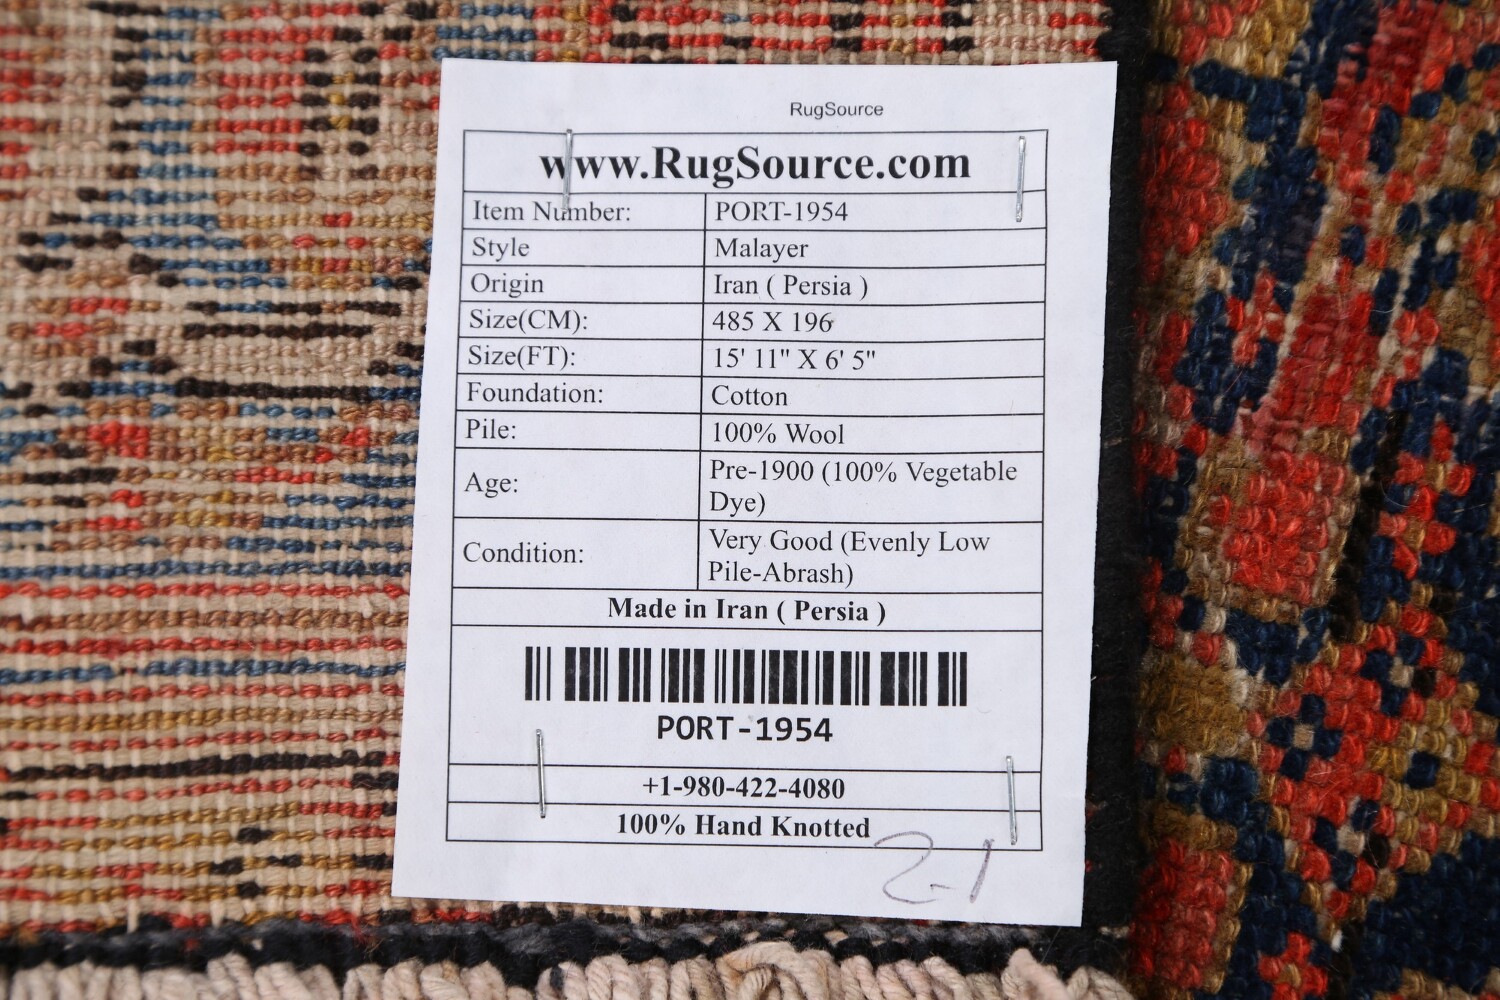 RugSource
www.RugSource.com
Item Number: PORT-1954
Style Malayer
Origin Iran ( Persia )
Size(CM): 485 X 196
Size(FT): 15' 11" X 6' 5"
Foundation: Cotton
Pile: 100% Wool
Age: Pre-1900 (100% Vegetable
Dye)
Condition: Very Good (Evenly Low
Pile-Abrash)
Made in Iran ( Persia )
PORT-1954
+1-980-422-4080
100% Hand Knotted
2-1